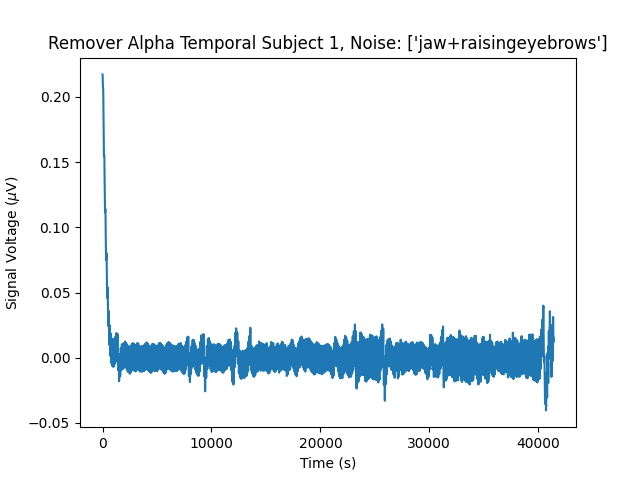 Remover Alpha Temporal Subject 1, Noise: ['jaw+raisingeyebrows']
Signal Voltage (μV)
0.20
0.15
0.10
0.05
0.00
−0.05
0 10000 20000 30000 40000
Time (s)